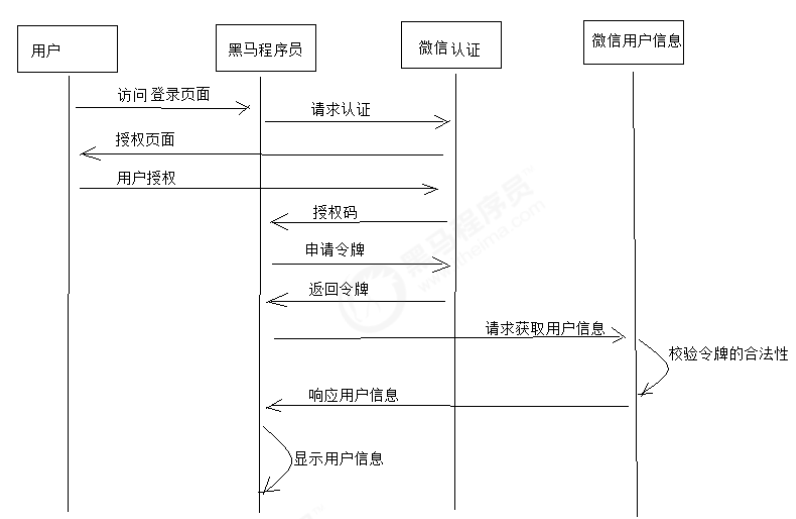 用户
黑马程序员
微信认证
微信用户信息
访问登录页面
请求认证
授权页面
用户授权
授权码
申请令牌
返回令牌
请求获取用户信息
校验令牌的合法性
响应用户信息
显示用户信息
黑马程序员
www.itheima.com